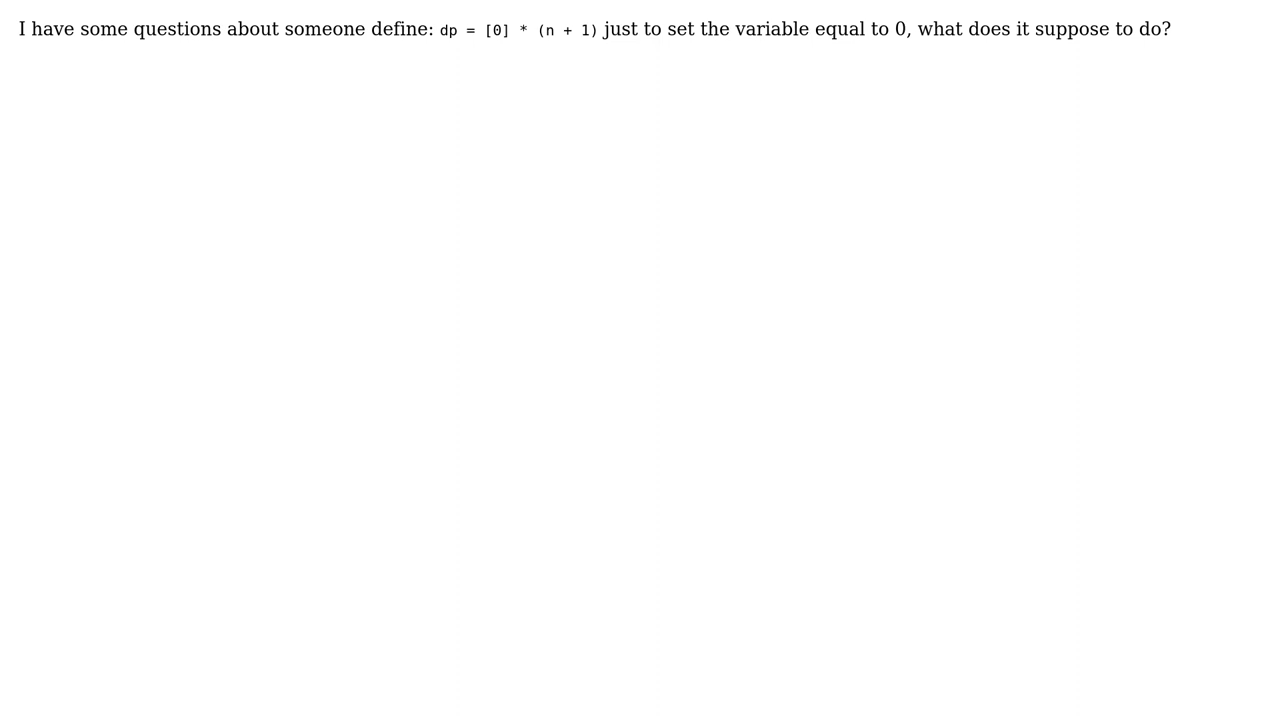 I have some questions about someone define: dp = [0] * (n + 1) just to set the variable equal to 0, what does it suppose to do?